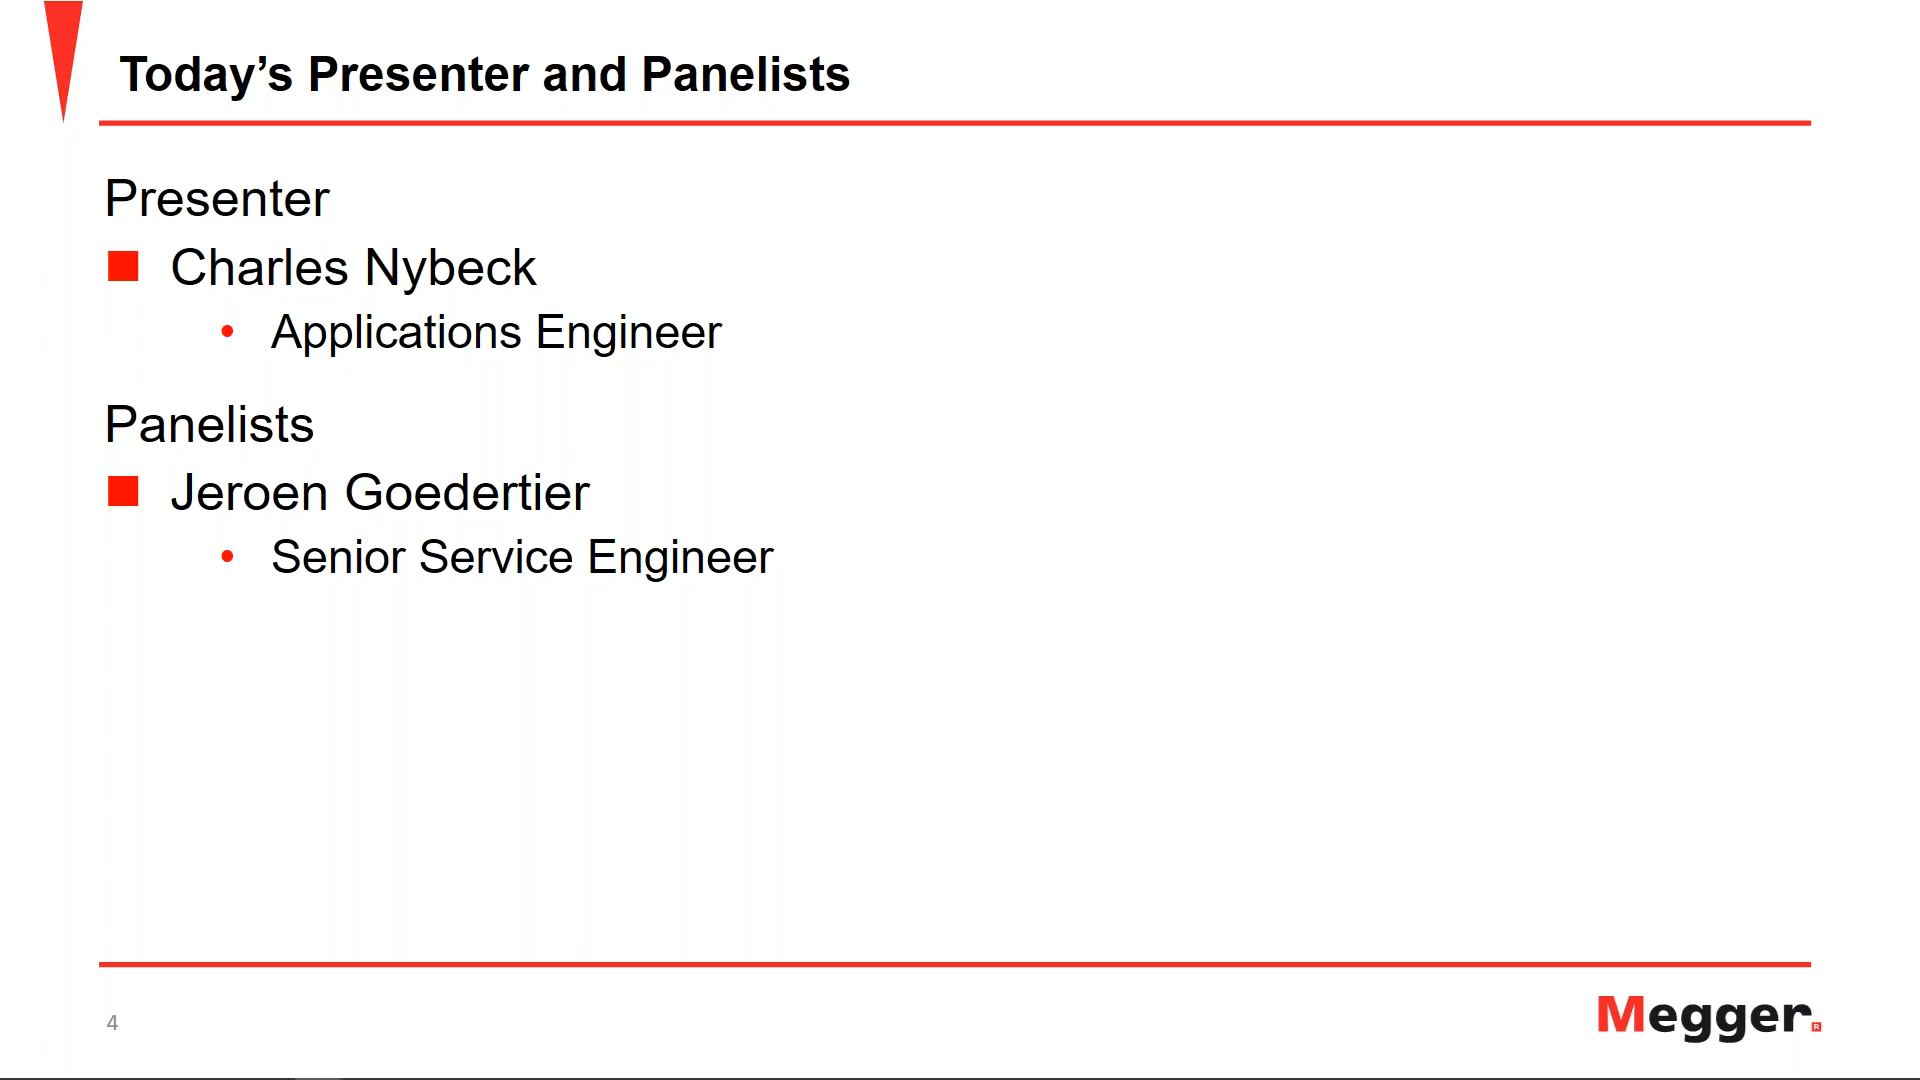 Today’s Presenter and Panelists
Presenter
Charles Nybeck
Applications Engineer
Panelists
Jeroen Goedertier
Senior Service Engineer
4
Megger®